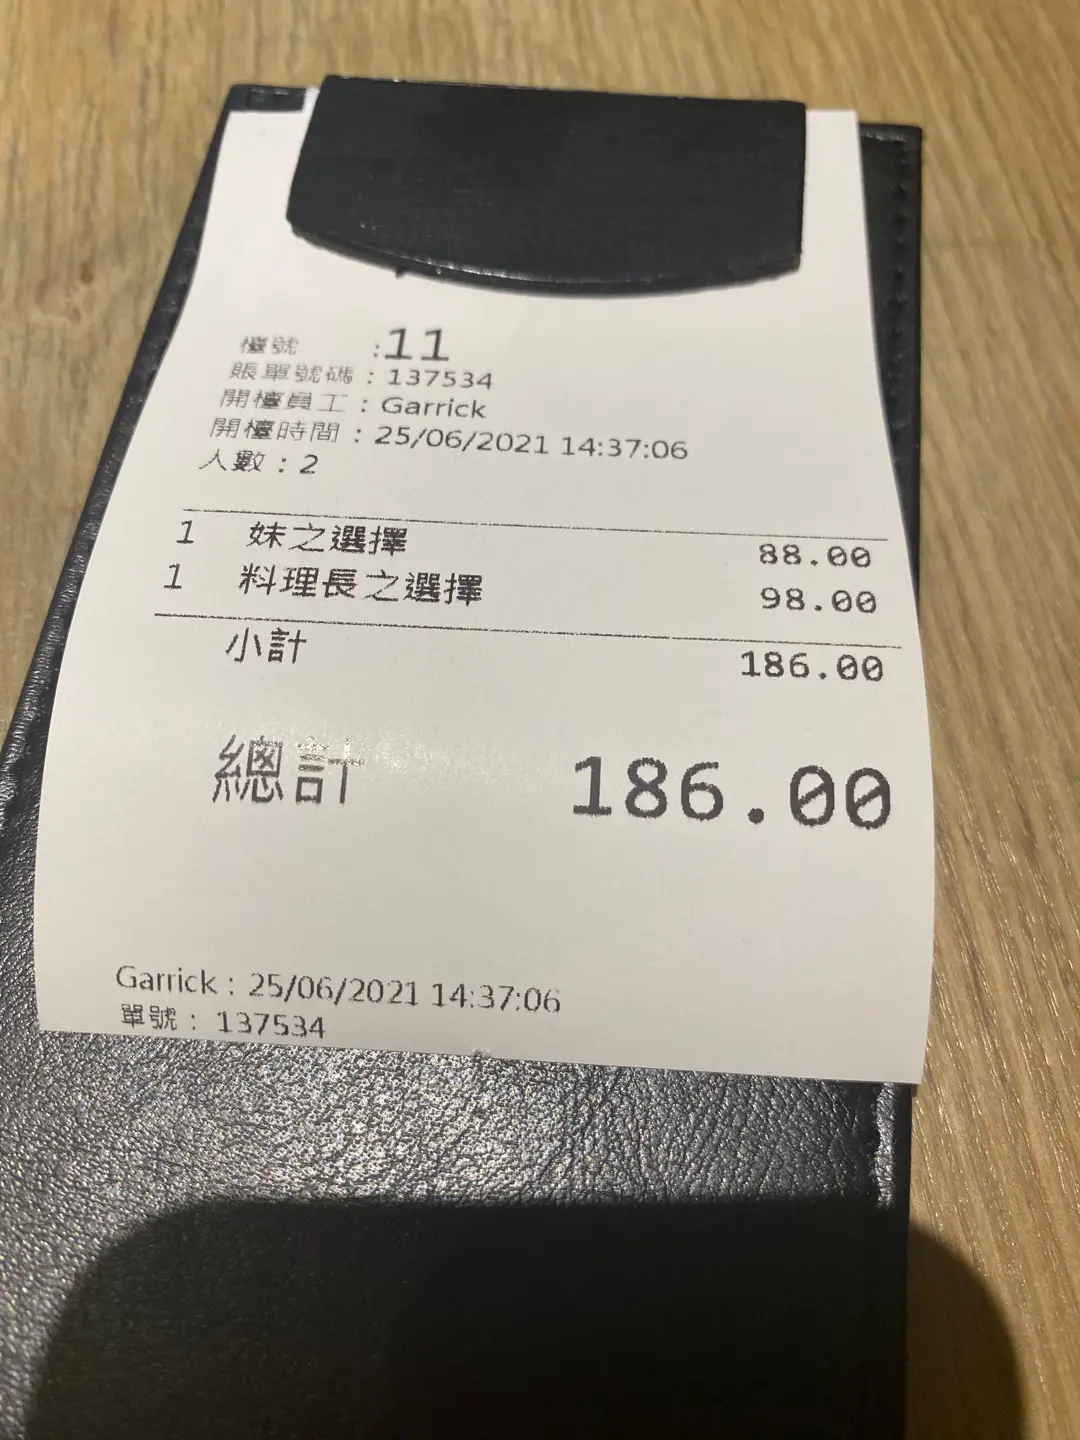 檯號 :11
賬單號碼 : 137534
開檯員工 : Garrick
開檯時間 : 25/06/2021 14:37:06
人數 : 2
1 妹之選擇 88.00
1 料理長之選擇 98.00
小計 186.00
總計 186.00
Garrick : 25/06/2021 14:37:06
單號 : 137534